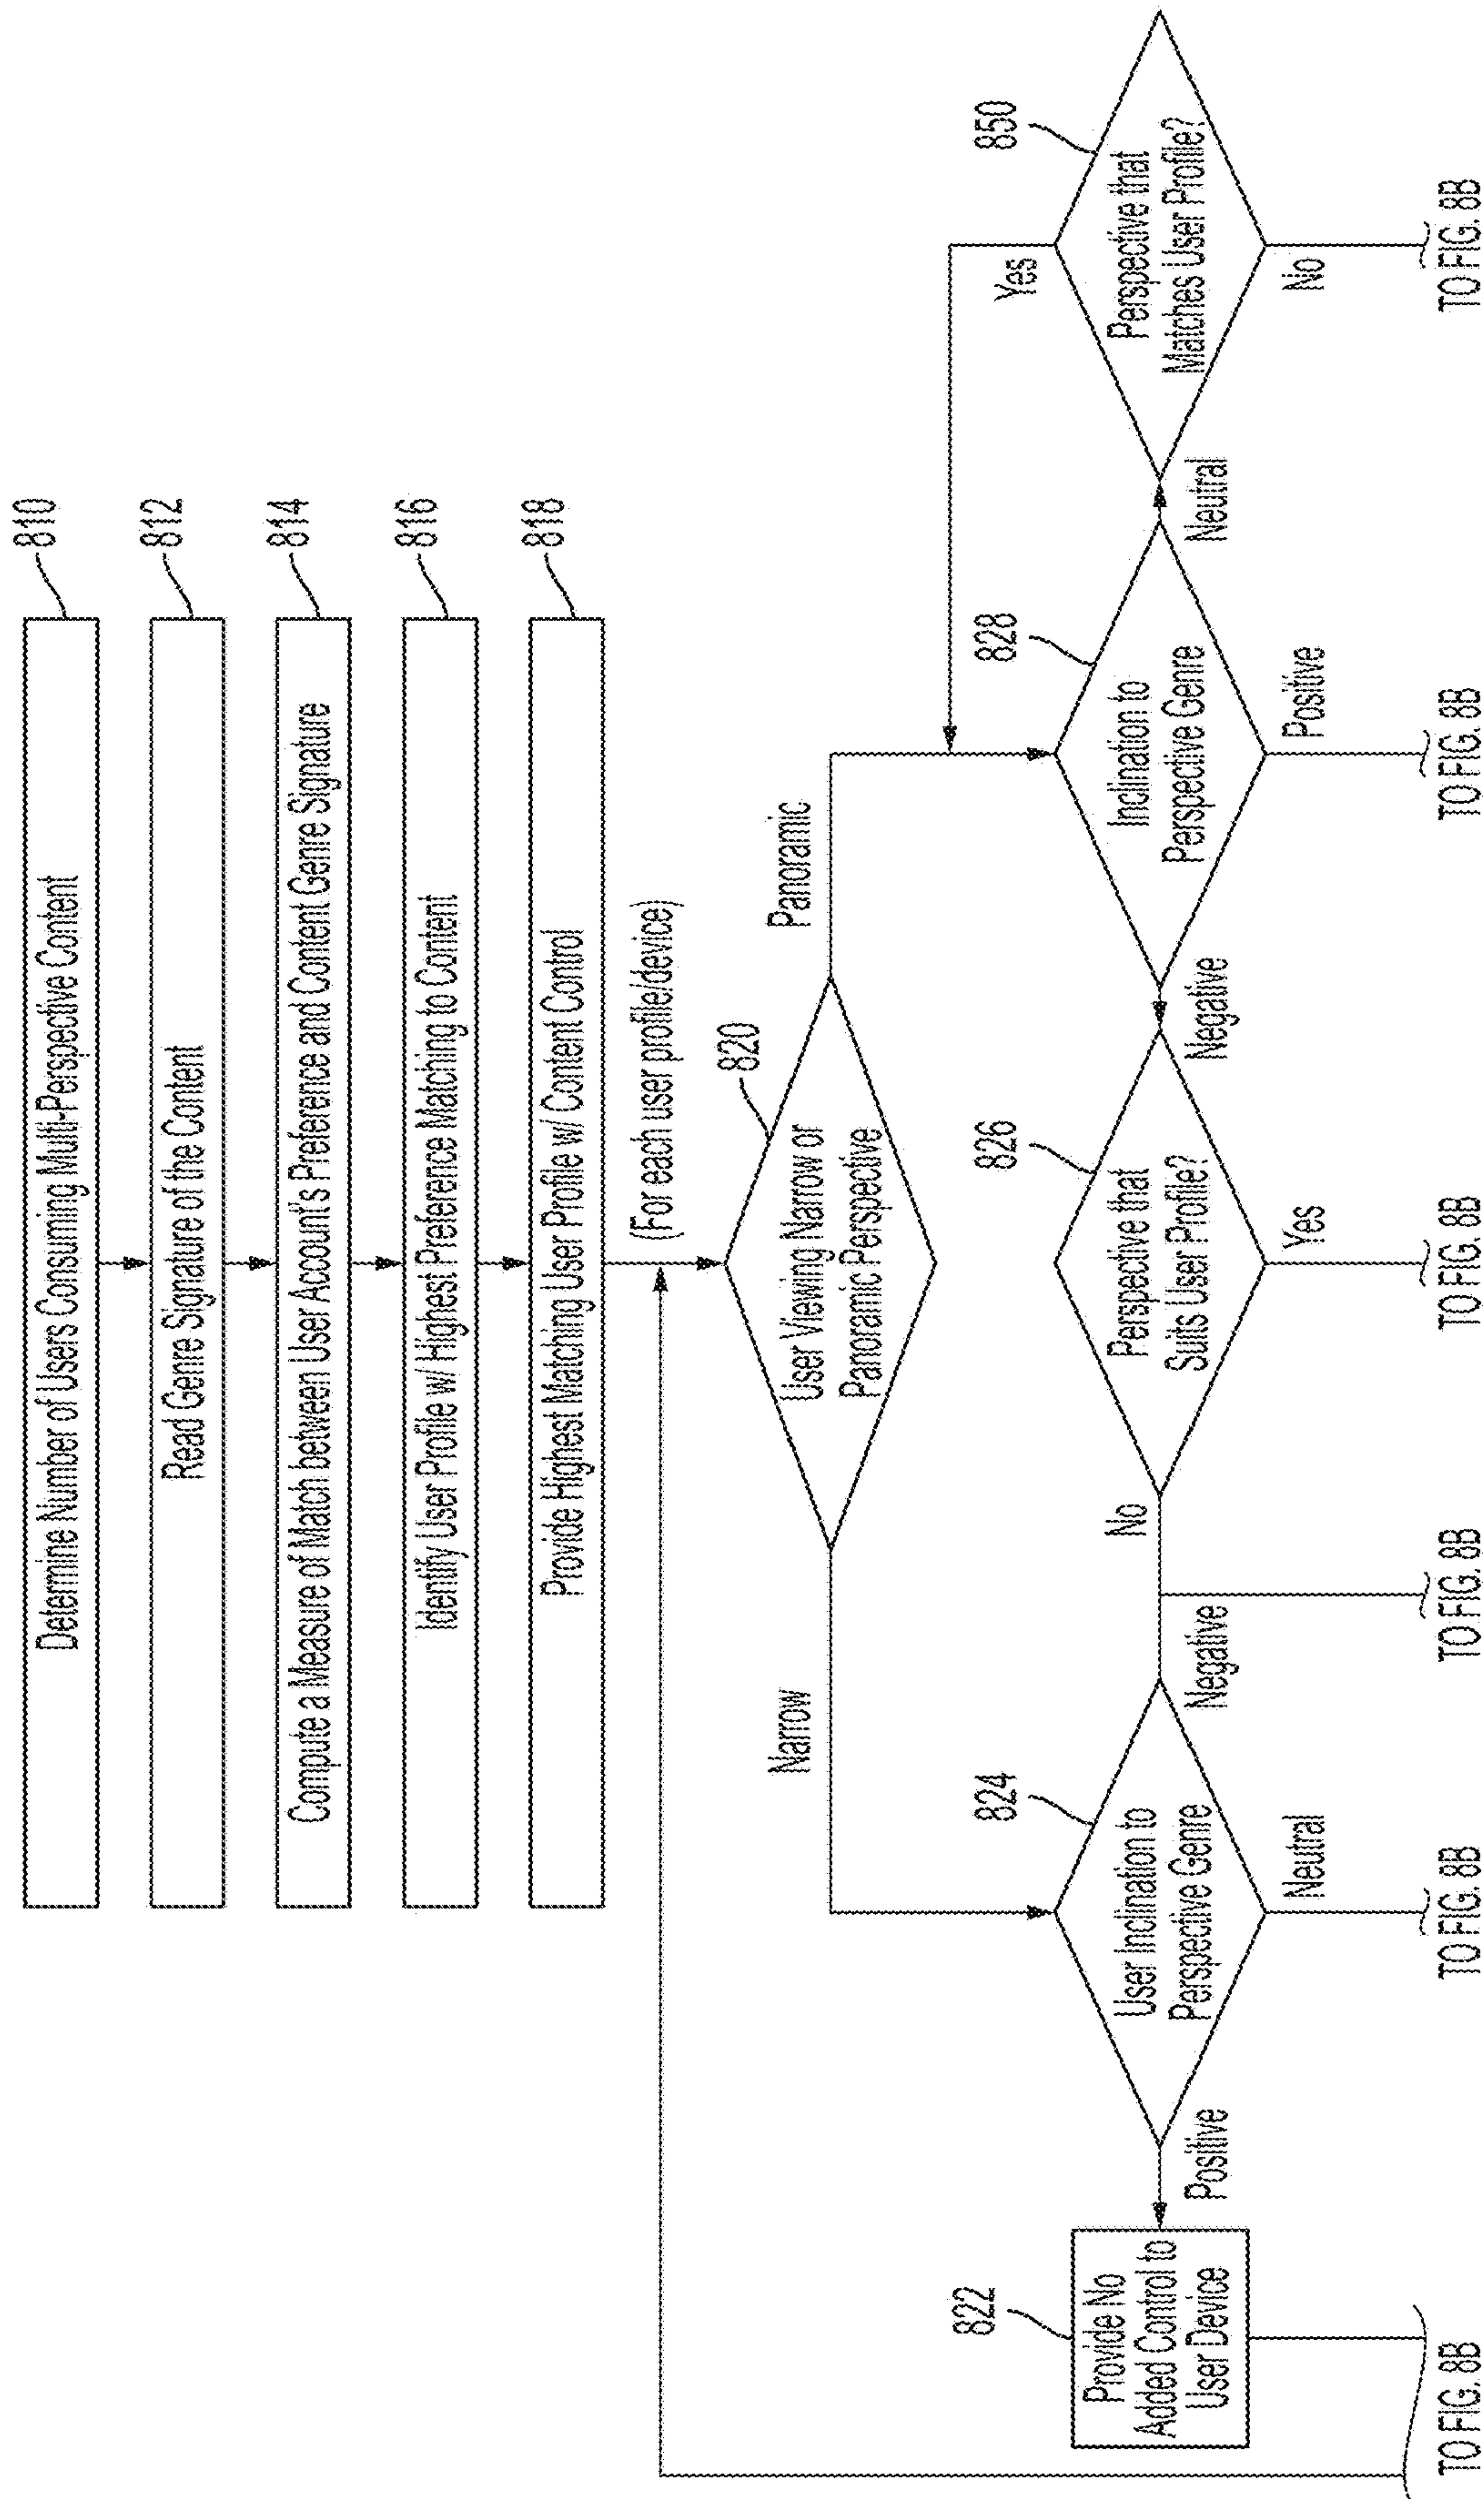 810
Determine Number of Users Consuming Multi-Perspective Content
812
Read Genre Signature of the Content
814
Compute a Measure of Match between User Account's Preference and Content Genre Signature
816
Identify User Profile w/ Highest Preference Matching to Content
818
Provide Highest Matching User Profile w/ Content Control
(For each user profile/device)
820
User Viewing Narrow or
Panoramic Perspective
Narrow
Panoramic
822
Provide No
Added Control to
User Device
Positive
824
User Inclination to
Perspective Genre
Negative
Neutral
No
826
Perspective that
Suits User Profile?
Yes
Negative
828
Inclination to
Perspective Genre
Positive
Neutral
850
Perspective that
Matches User Profile?
Yes
No
TO FIG. 8B
TO FIG. 8B
TO FIG. 8B
TO FIG. 8B
TO FIG. 8B
TO FIG. 8B